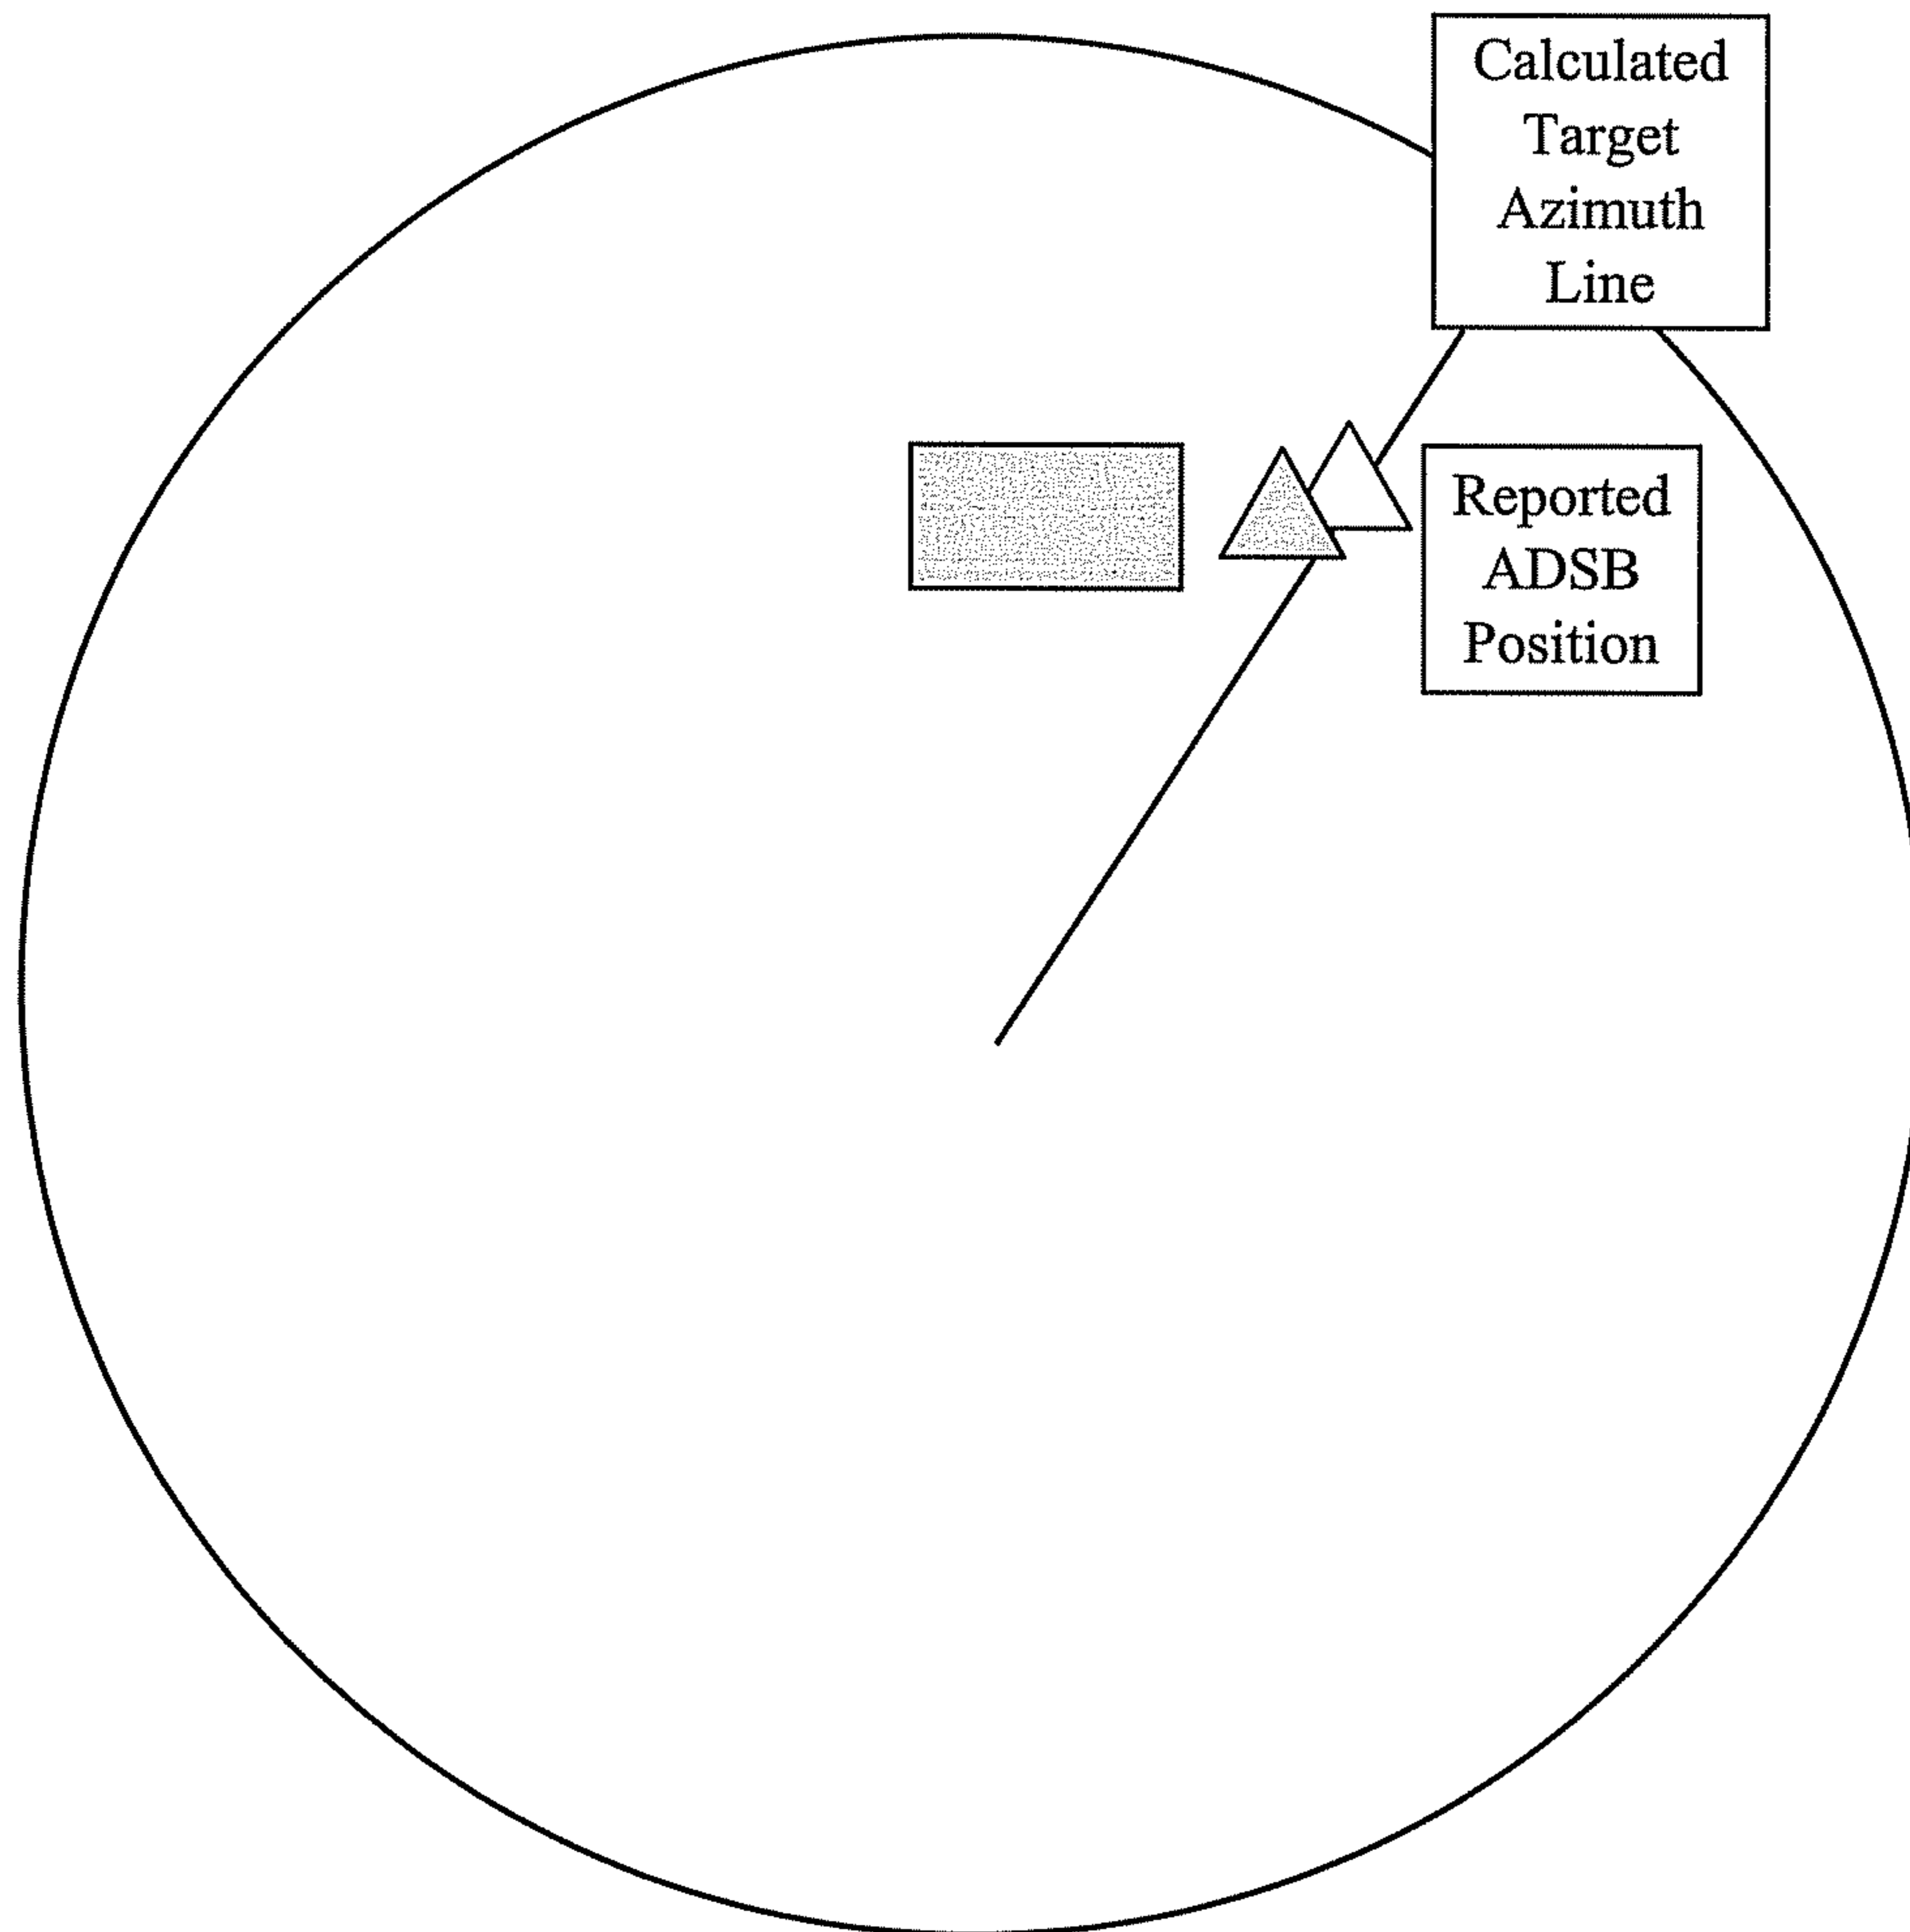 Calculated
Target
Azimuth
Line
Reported
ADSB
Position